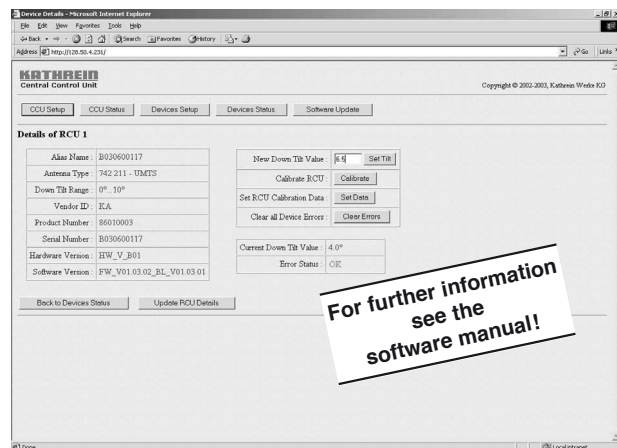 Device Details - Microsoft Internet Explorer
File Edit View Favorites Tools Help
Back Search Favorites History
Address http://128.50.4.231/ Go Links
KATHREIN
Central Control Unit
Copyright © 2002-2003, Kathrein Werke KG
CCU Setup CCU Status Devices Setup Devices Status Software Update
Details of RCU 1
Alias Name : B030600117
Antenna Type : 742 211 - UMTS
Down Tilt Range : 0°...10°
Vendor ID : KA
Product Number : 86010003
Serial Number : B030600117
Hardware Version : HW_V_B01
Software Version : FW_V01.03.02_BL_V01.03.01
New Down Tilt Value : 6.5 Set Tilt
Calibrate RCU : Calibrate
Set RCU Calibration Data : Set Data
Clear all Device Errors : Clear Errors
Current Down Tilt Value : 4.0°
Error Status : OK
Back to Devices Status Update RCU Details
For further information
see the
software manual!
Done Local intranet